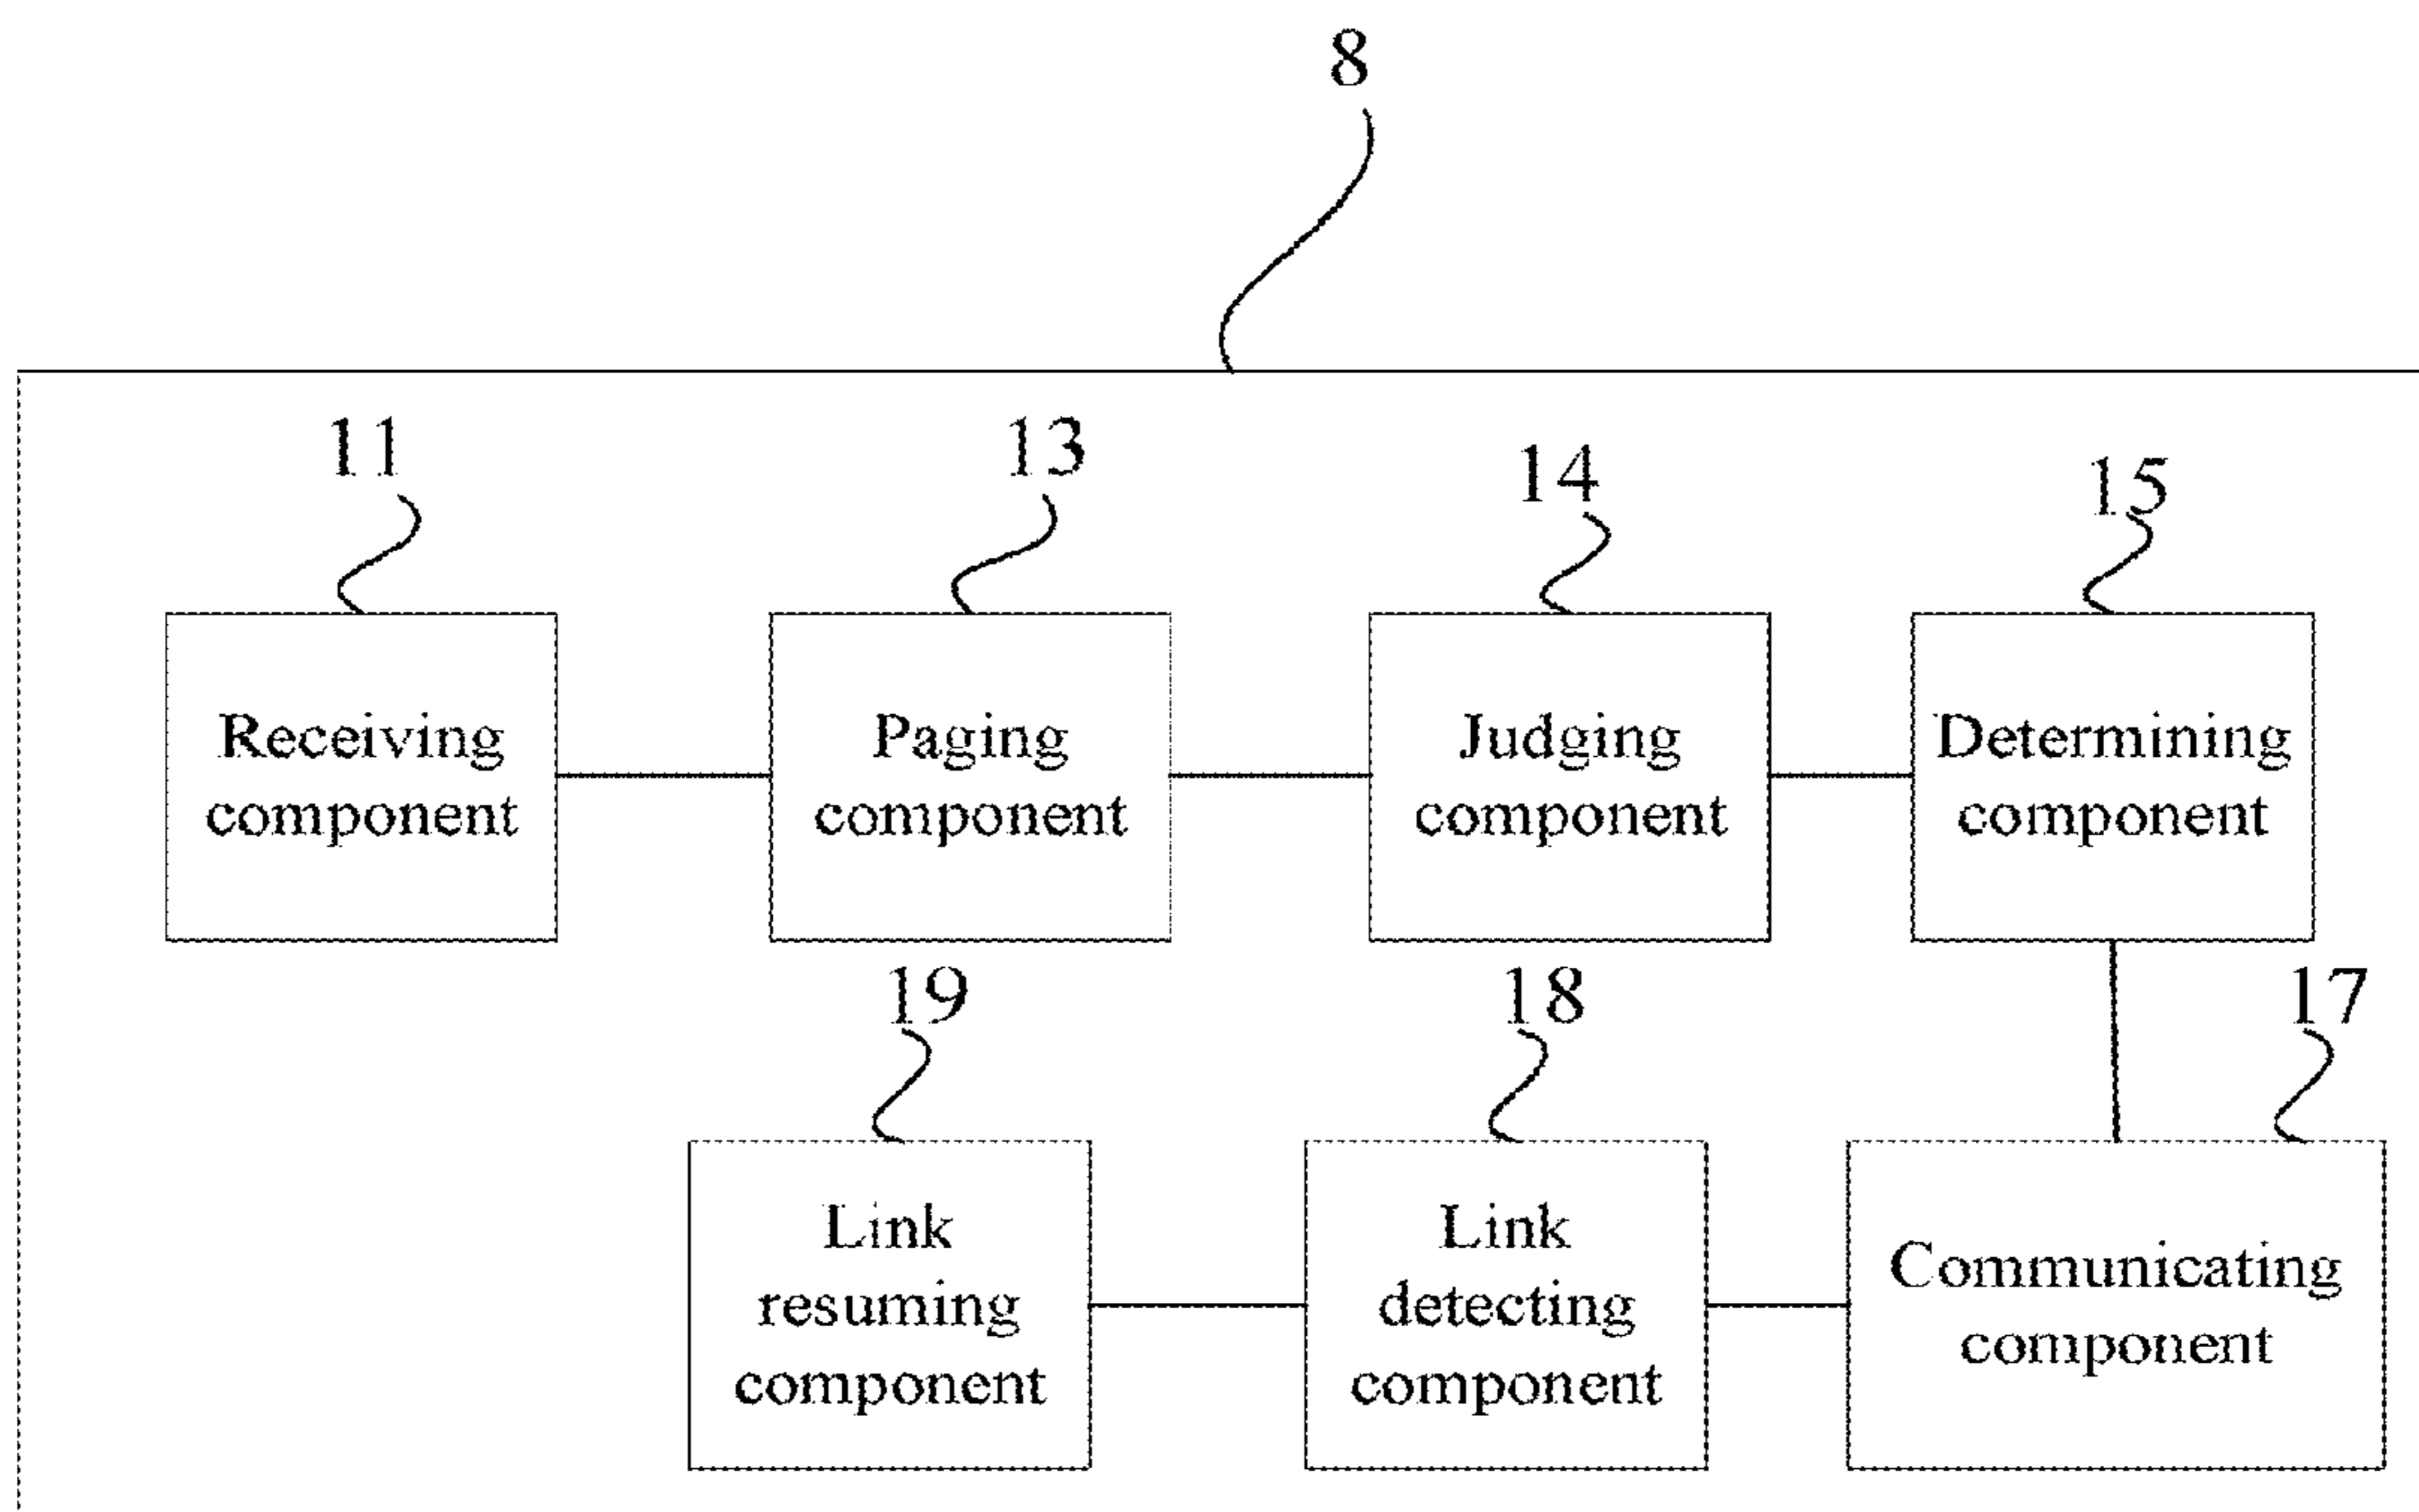 8
11
13
14
15
Receiving
component
Paging
component
Judging
component
Determining
component
19
18
17
Link
resuming
component
Link
detecting
component
Communicating
component